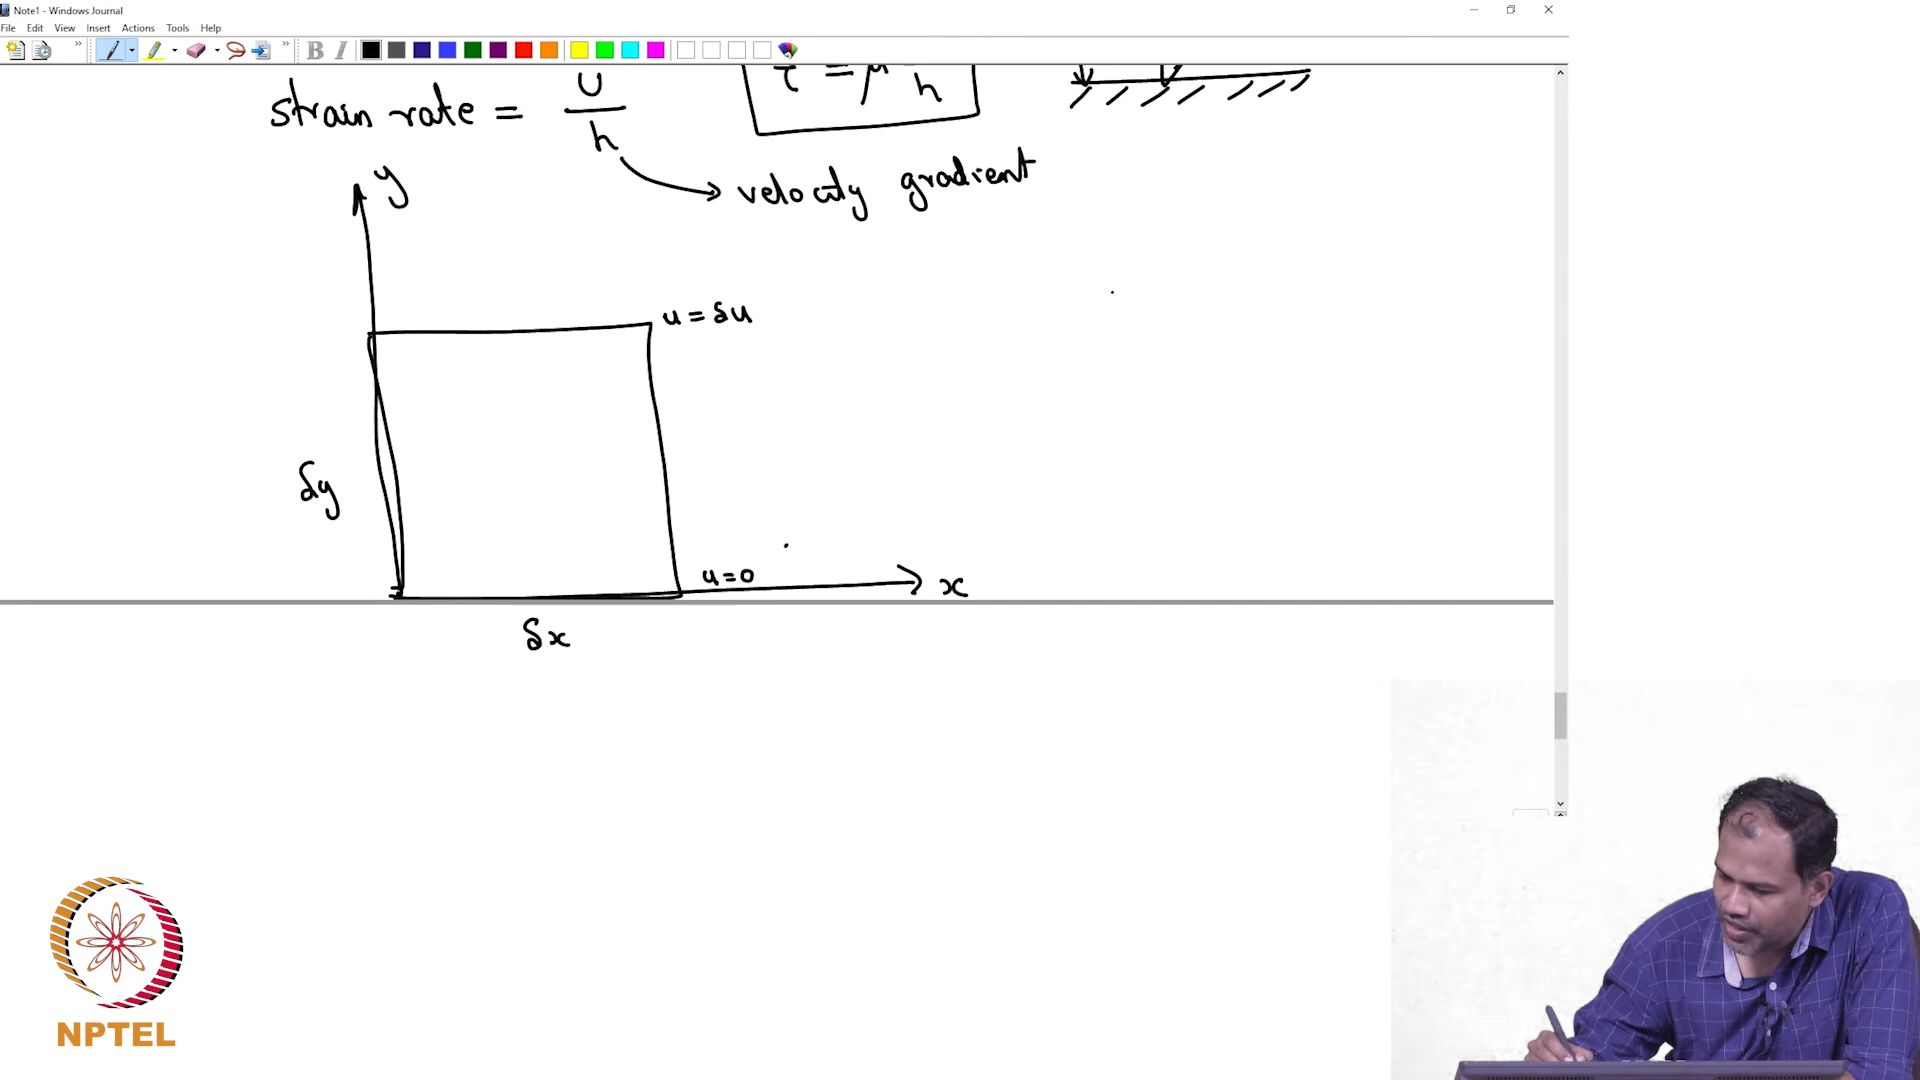 Note1 - Windows Journal
File Edit View Insert Actions Tools Help
B I
strain rate = U / h
τ = μ h
velocity gradient
y
u = δu
δy
u = 0
x
δx
NPTEL